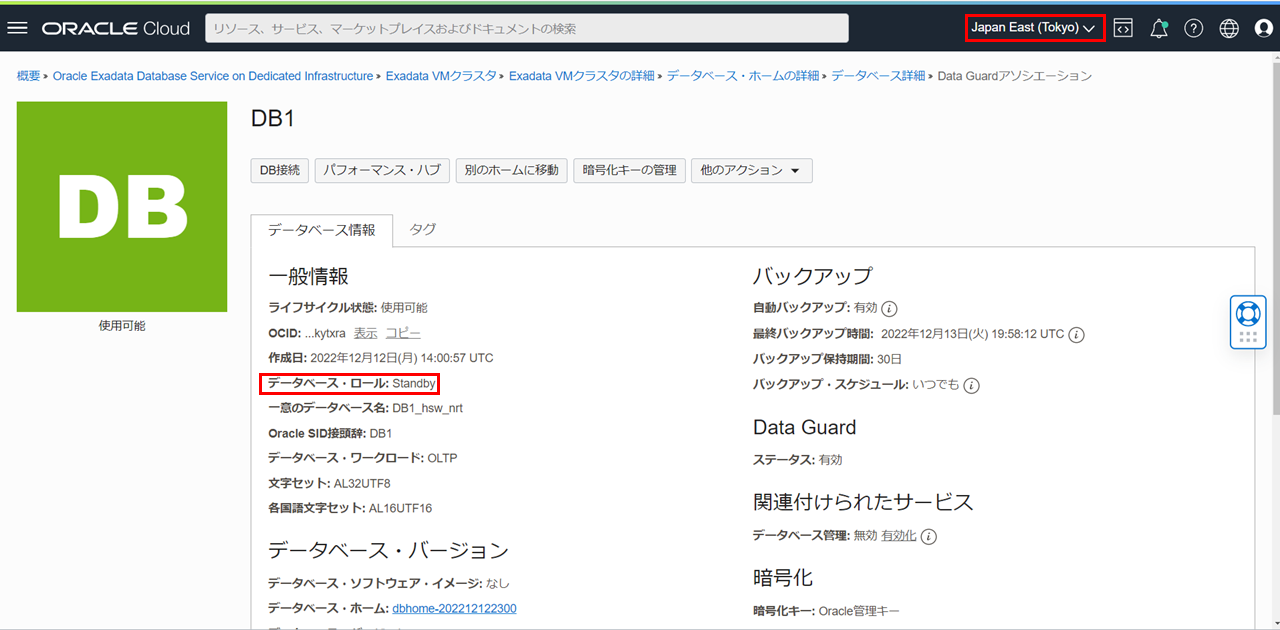 ORACLE Cloud
リソース、サービス、マーケットプレイスおよびドキュメントの検索
Japan East (Tokyo)
概要 » Oracle Exadata Database Service on Dedicated Infrastructure » Exadata VMクラスタ » Exadata VMクラスタの詳細 » データベース・ホームの詳細 » データベース詳細 » Data Guardアソシエーション
DB
使用可能
DB1
DB接続 パフォーマンス・ハブ 別のホームに移動 暗号化キーの管理 他のアクション
データベース情報 タグ
一般情報
ライフサイクル状態: 使用可能
OCID: ...kytxra 表示 コピー
作成日: 2022年12月12日(月) 14:00:57 UTC
データベース・ロール: Standby
一意のデータベース名: DB1_hsw_nrt
Oracle SID接頭辞: DB1
データベース・ワークロード: OLTP
文字セット: AL32UTF8
各国語文字セット: AL16UTF16
データベース・バージョン
データベース・ソフトウェア・イメージ: なし
データベース・ホーム: dbhome-202212122300
バックアップ
自動バックアップ: 有効
最終バックアップ時間: 2022年12月13日(火) 19:58:12 UTC
バックアップ保持期間: 30日
バックアップ・スケジュール: いつでも
Data Guard
ステータス: 有効
関連付けられたサービス
データベース管理: 無効 有効化
暗号化
暗号化キー: Oracle管理キー